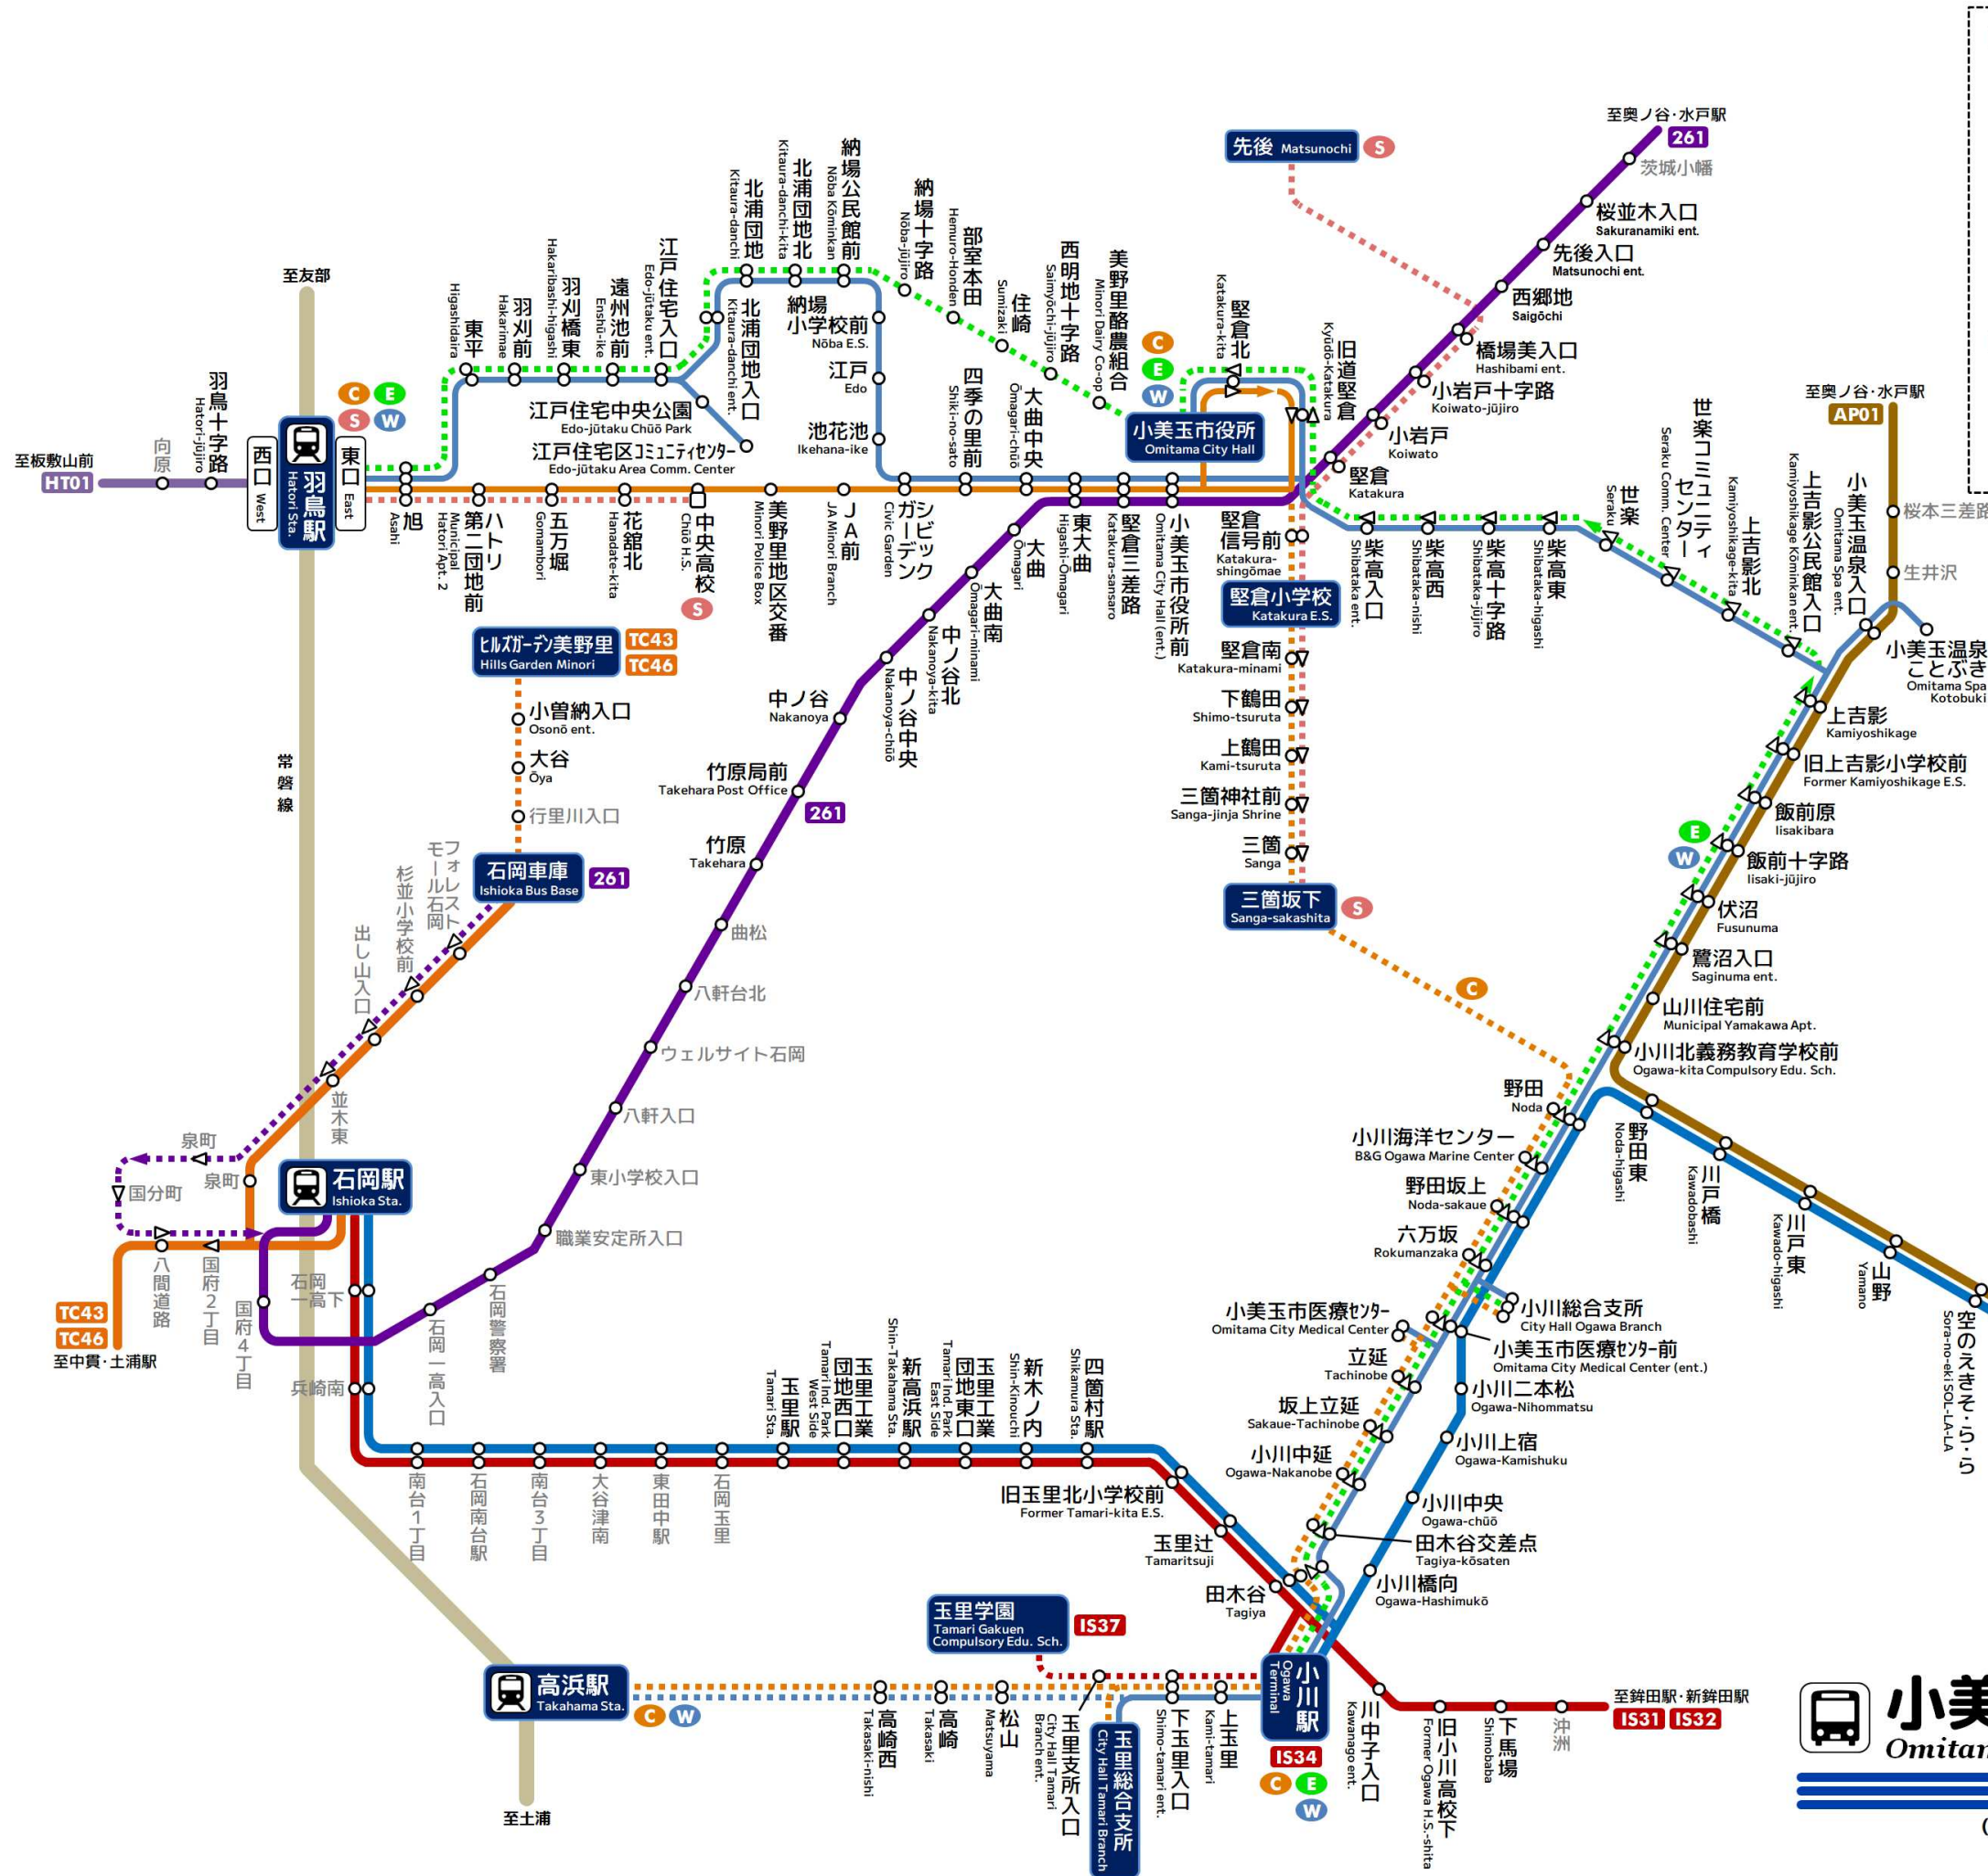 至奥ノ谷・水戸駅
261
茨城小幡
桜並木入口
Sakuranamiki ent.
先後入口
Matsunochi ent.
西郷地
Saigōchi
橋場美入口
Hashibami ent.
小岩戸十字路
Koiwato-jūjiro
小岩戸
Koiwato
堅倉
Katakura
先後 Matsunochi
S
至友部
至板敷山前
HT01
向原
羽鳥十字路
Hatori-jūjiro
西口
West
羽鳥駅
Hatori Sta.
東口
East
C
E
S
W
旭
Asahi
東平
Higashidaira
羽刈前
Hakarimae
羽刈橋東
Hakaribashi-higashi
遠州池前
Enshū-ike
江戸住宅入口
Edo-jūtaku ent.
江戸住宅中央公園
Edo-jūtaku Chūō Park
江戸住宅区コミュニティセンター
Edo-jūtaku Area Comm. Center
北浦団地入口
Kitaura-danchi ent.
北浦団地
Kitaura-danchi
北浦団地北
Kitaura-danchi-kita
納場公民館前
Nōba Kōminkan
納場
小学校前
Nōba E.S.
江戸
Edo
池花池
Ikehana-ike
納場十字路
Nōba-jūjiro
部室本田
Hemuro-Honden
住崎
Sumizaki
西明地十字路
Saimyōchi-jūjiro
美野里酪農組合
Minori Dairy Co-op
C
E
W
小美玉市役所
Omitama City Hall
堅倉北
Katakura-kita
旧道堅倉
Kyūdō-Katakura
ハトリ
第二団地前
Municipal
Hatori Apt. 2
五万堀
Gomambori
花舘北
Hanadate-kita
中央高校
Chūō H.S.
S
美野里地区交番
Minori Police Box
JA前
JA Minori Branch
シビック
ガーデン
Civic Garden
四季の里前
Shiki-no-sato
大曲中央
Ōmagari-chūō
東大曲
Higashi-Ōmagari
堅倉三差路
Katakura-sansaro
小美玉市役所前
Omitama City Hall (ent.)
大曲
Ōmagari
大曲南
Ōmagari-minami
中ノ谷北
Nakanoya-kita
中ノ谷中央
Nakanoya-chūō
中ノ谷
Nakanoya
竹原局前
Takehara Post Office
261
竹原
Takehara
曲松
八軒台北
ウェルサイト石岡
八軒入口
東小学校入口
職業安定所入口
石岡警察署
石岡一高入口
堅倉
信号前
Katakura-
shingōmae
堅倉小学校
Katakura E.S.
堅倉南
Katakura-minami
下鶴田
Shimo-tsuruta
上鶴田
Kami-tsuruta
三箇神社前
Sanga-jinja Shrine
三箇
Sanga
三箇坂下
Sanga-sakashita
S
C
柴高入口
Shibataka ent.
柴高西
Shibataka-nishi
柴高十字路
Shibataka-jūjiro
柴高東
Shibataka-higashi
世楽
Seraku
世楽コミュニティ
センター
Seraku Comm. Center
上吉影北
Kamiyoshikage-kita
上吉影公民館入口
Kamiyoshikage Kōminkan ent.
小美玉温泉入口
Omitama Spa ent.
至奥ノ谷・水戸駅
AP01
桜本三差路
生井沢
小美玉温泉
ことぶき
Omitama Spa
Kotobuki
上吉影
Kamiyoshikage
旧上吉影小学校前
Former Kamiyoshikage E.S.
飯前原
Iisakibara
E
W
飯前十字路
Iisaki-jūjiro
伏沼
Fusunuma
鷺沼入口
Saginuma ent.
山川住宅前
Municipal Yamakawa Apt.
小川北義務教育学校前
Ogawa-kita Compulsory Edu. Sch.
野田
Noda
小川海洋センター
B&G Ogawa Marine Center
野田坂上
Noda-sakaue
六万坂
Rokumanzaka
野田東
Noda-higashi
川戸橋
Kawadobashi
川戸東
Kawado-higashi
山野
Yamano
空のえきそ・ら・ら
Sora-no-eki SOL-LA-LA
小川総合支所
City Hall Ogawa Branch
小美玉市医療センター前
Omitama City Medical Center (ent.)
小美玉市医療センター
Omitama City Medical Center
立延
Tachinobe
坂上立延
Sakaue-Tachinobe
小川中延
Ogawa-Nakanobe
小川二本松
Ogawa-Nihommatsu
小川上宿
Ogawa-Kamishuku
小川中央
Ogawa-chūō
田木谷交差点
Tagiya-kōsaten
小川橋向
Ogawa-Hashimukō
ヒルズガーデン美野里
Hills Garden Minori
TC43
TC46
小曽納入口
Osonō ent.
大谷
Ōya
行里川入口
石岡車庫
Ishioka Bus Base
261
フォレスト
モール石岡
杉並小学校前
出し山入口
並木東
常磐線
泉町
泉町
国分町
石岡駅
Ishioka Sta.
八間道路
国府2丁目
国府4丁目
TC43
TC46
至中貫・土浦駅
石岡
一高下
兵崎南
南台1丁目
石岡南台駅
南台3丁目
大谷津南
東田中駅
石岡玉里
玉里駅
Tamari Sta.
玉里工業
団地西口
Tamari Ind. Park
West Side
新高浜駅
Shin-Takahama Sta.
玉里工業
団地東口
Tamari Ind. Park
East Side
新木ノ内
Shin-Kinouchi
四箇村駅
Shikamura Sta.
旧玉里北小学校前
Former Tamari-kita E.S.
玉里辻
Tamaritsuji
田木谷
Tagiya
玉里学園
Tamari Gakuen
Compulsory Edu. Sch.
IS37
高浜駅
Takahama Sta.
C
W
高崎西
Takasaki-nishi
高崎
Takasaki
松山
Matsuyama
玉里支所入口
City Hall Tamari
Branch ent.
玉里総合支所
City Hall Tamari Branch
下玉里入口
Shimo-tamari ent.
上玉里
Kami-tamari
小川駅
Ogawa
Terminal
IS34
C
E
W
川中子入口
Kawanago ent.
旧小川高校下
Former Ogawa H.S.-shita
下馬場
Shimobaba
沖洲
至鉾田駅・新鉾田駅
IS31
IS32
至土浦
小美
Omitan
(